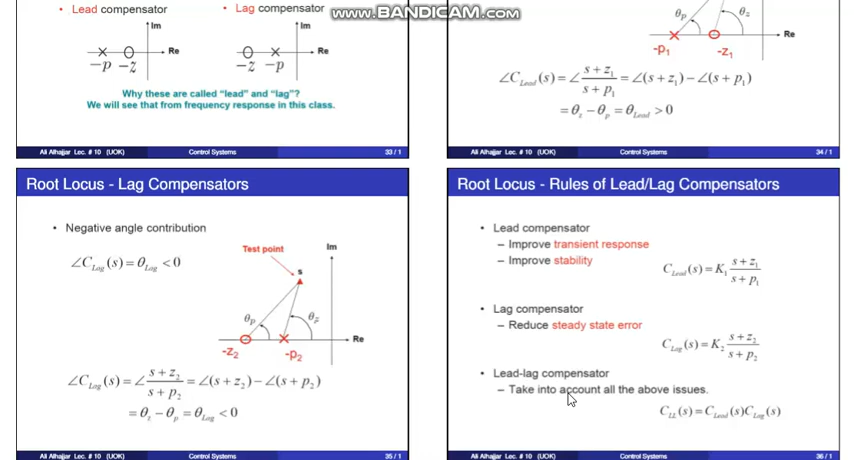 www.BANDICAM.com
• Lead compensator
• Lag compensator
Im
Im
Re
Re
−p −z
−z −p
Why these are called "lead" and "lag"?
We will see that from frequency response in this class.
Ali Alhajjar Lec. # 10 (UOK) Control Systems 33 / 1
θp θz
Re
-p1 -z1
∠C_Lead(s) = ∠ (s + z1)/(s + p1) = ∠(s + z1) − ∠(s + p1)
= θz − θp = θLead > 0
Ali Alhajjar Lec. # 10 (UOK) Control Systems 34 / 1
Root Locus - Lag Compensators
• Negative angle contribution
∠C_Lag(s) = θLag < 0
Test point
Im
s
θp θz
Re
-z2 -p2
∠C_Lag(s) = ∠ (s + z2)/(s + p2) = ∠(s + z2) − ∠(s + p2)
= θz − θp = θLag < 0
Ali Alhajjar Lec. # 10 (UOK) Control Systems 35 / 1
Root Locus - Rules of Lead/Lag Compensators
• Lead compensator
– Improve transient response
– Improve stability
C_Lead(s) = K1 (s + z1)/(s + p1)
• Lag compensator
– Reduce steady state error
C_Lag(s) = K2 (s + z2)/(s + p2)
• Lead-lag compensator
– Take into account all the above issues.
C_LL(s) = C_Lead(s)C_Lag(s)
Ali Alhajjar Lec. # 10 (UOK) Control Systems 36 / 1